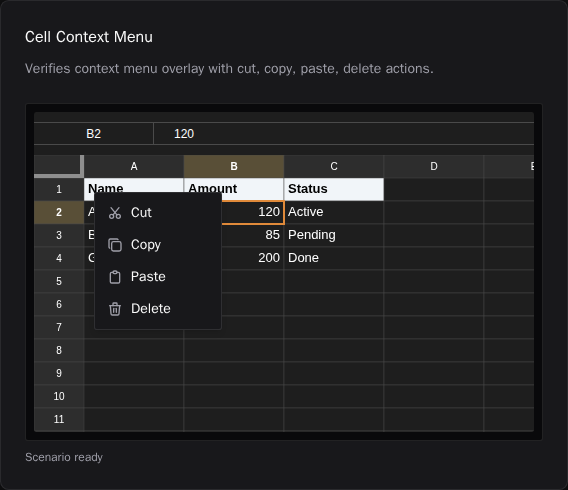 Cell Context Menu
Verifies context menu overlay with cut, copy, paste, delete actions.
B2 120
A B C D E
1 Name Amount Status
2 A 120 Active
3 85 Pending
4 200 Done
5
6
7
8
9
10
11
Cut
Copy
Paste
Delete
Scenario ready